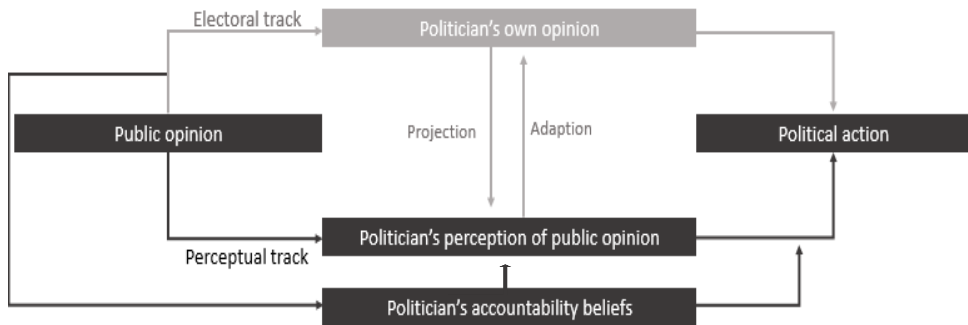 Electoral track
Politician's own opinion
Public opinion
Projection
Adaption
Political action
Politician's perception of public opinion
Perceptual track
Politician's accountability beliefs